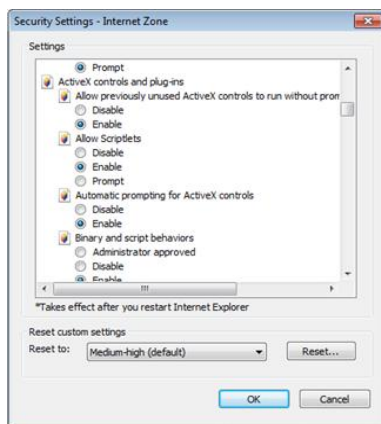 Security Settings - Internet Zone
Settings
Prompt
ActiveX controls and plug-ins
Allow previously unused ActiveX controls to run without prom
Disable
Enable
Allow Scriptlets
Disable
Enable
Prompt
Automatic prompting for ActiveX controls
Disable
Enable
Binary and script behaviors
Administrator approved
Disable
Enable
*Takes effect after you restart Internet Explorer
Reset custom settings
Reset to: Medium-high (default) Reset...
OK Cancel